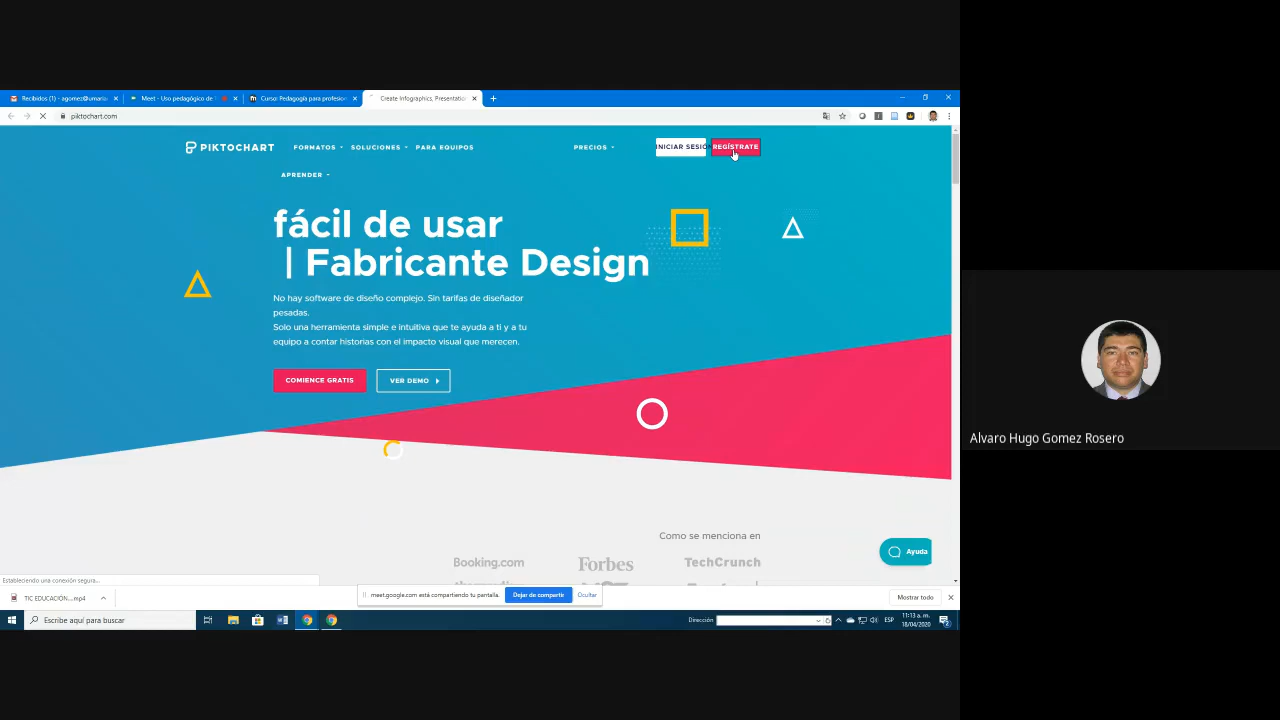 Recibidos (1) - agomez@umario
Meet - Uso pedagógico de
Curso: Pedagogía para profesion
Create Infographics, Presentatio
piktochart.com
PIKTOCHART
FORMATOS
SOLUCIONES
PARA EQUIPOS
PRECIOS
INICIAR SESIÓN
REGÍSTRATE
APRENDER
fácil de usar
| Fabricante Design
No hay software de diseño complejo. Sin tarifas de diseñador
pesadas.
Solo una herramienta simple e intuitiva que te ayuda a ti y a tu
equipo a contar historias con el impacto visual que merecen.
COMIENCE GRATIS
VER DEMO
Alvaro Hugo Gomez Rosero
Como se menciona en
Booking.com
Forbes
TechCrunch
Ayuda
Estableciendo una conexión segura...
TIC EDUCACIÓN....mp4
meet.google.com está compartiendo tu pantalla.
Dejar de compartir
Ocultar
Mostrar todo
Escribe aquí para buscar
Dirección
ESP
11:13 a. m.
18/04/2020